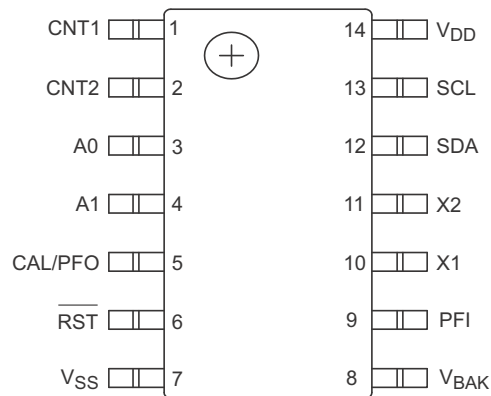 CNT1 1 14 VDD
CNT2 2 13 SCL
A0 3 12 SDA
A1 4 11 X2
CAL/PFO 5 10 X1
RST 6 9 PFI
VSS 7 8 VBAK